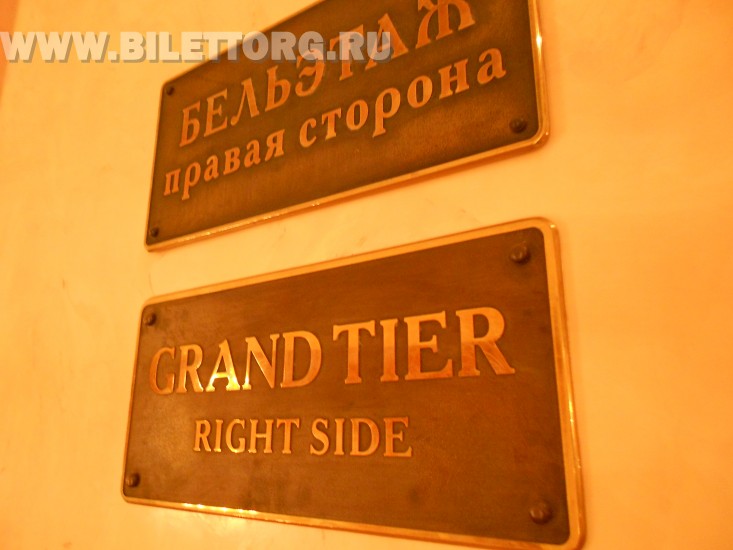 WWW.BILETTORG.RU
БЕЛЬЭТАЖ
правая сторона
GRAND TIER
RIGHT SIDE